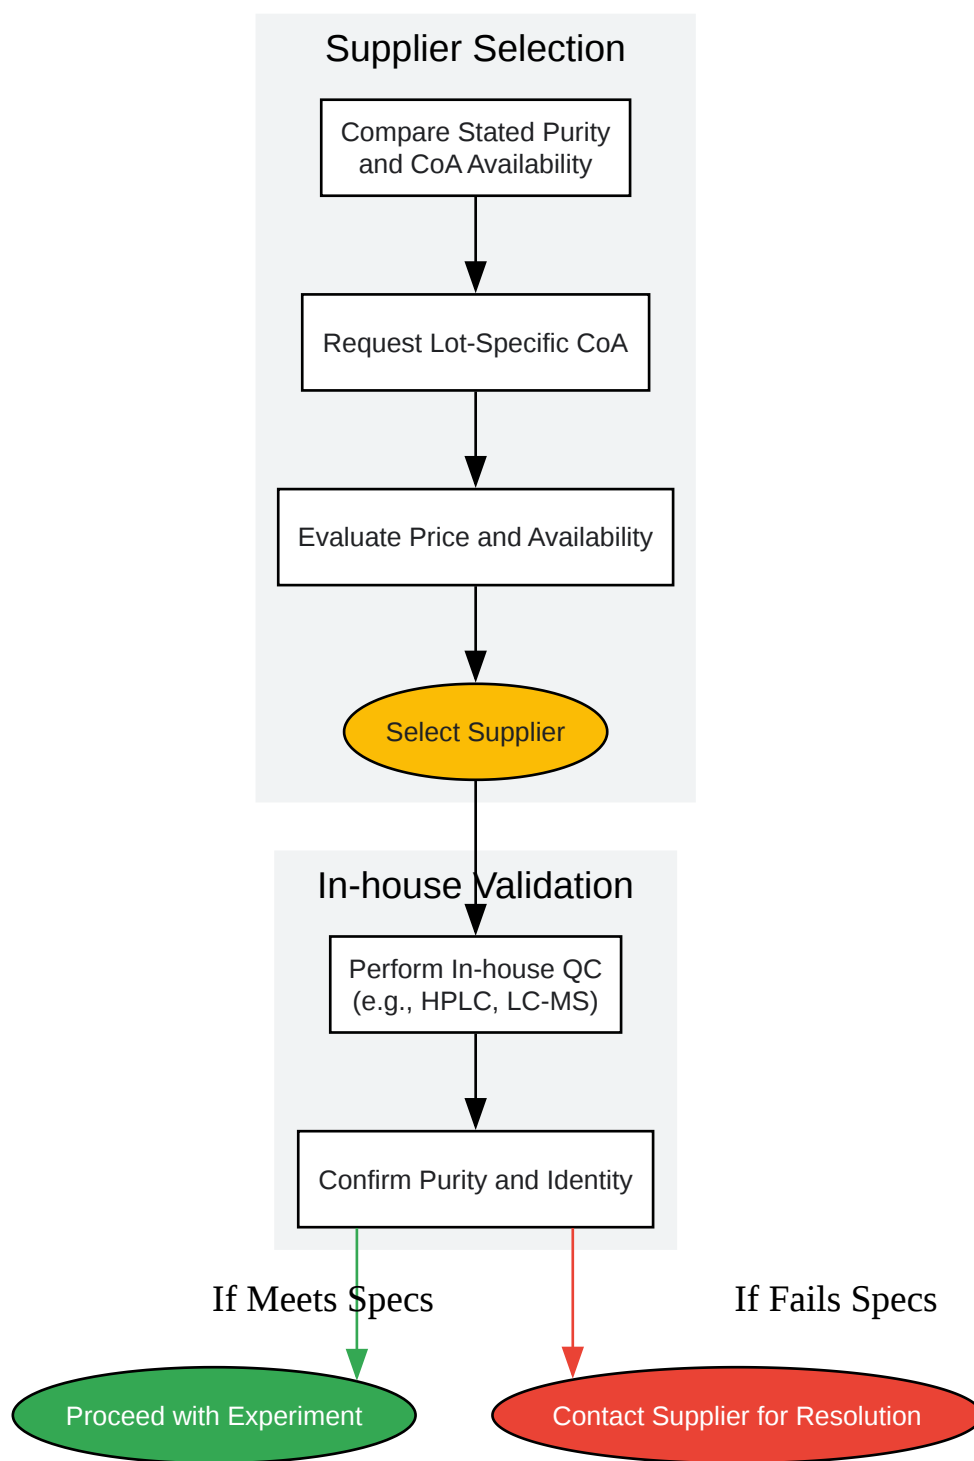 Supplier Selection
Compare Stated Purity
and CoA Availability
Request Lot-Specific CoA
Evaluate Price and Availability
Select Supplier
In-house Validation
Perform In-house QC
(e.g., HPLC, LC-MS)
Confirm Purity and Identity
If Meets Specs
If Fails Specs
Proceed with Experiment
Contact Supplier for Resolution